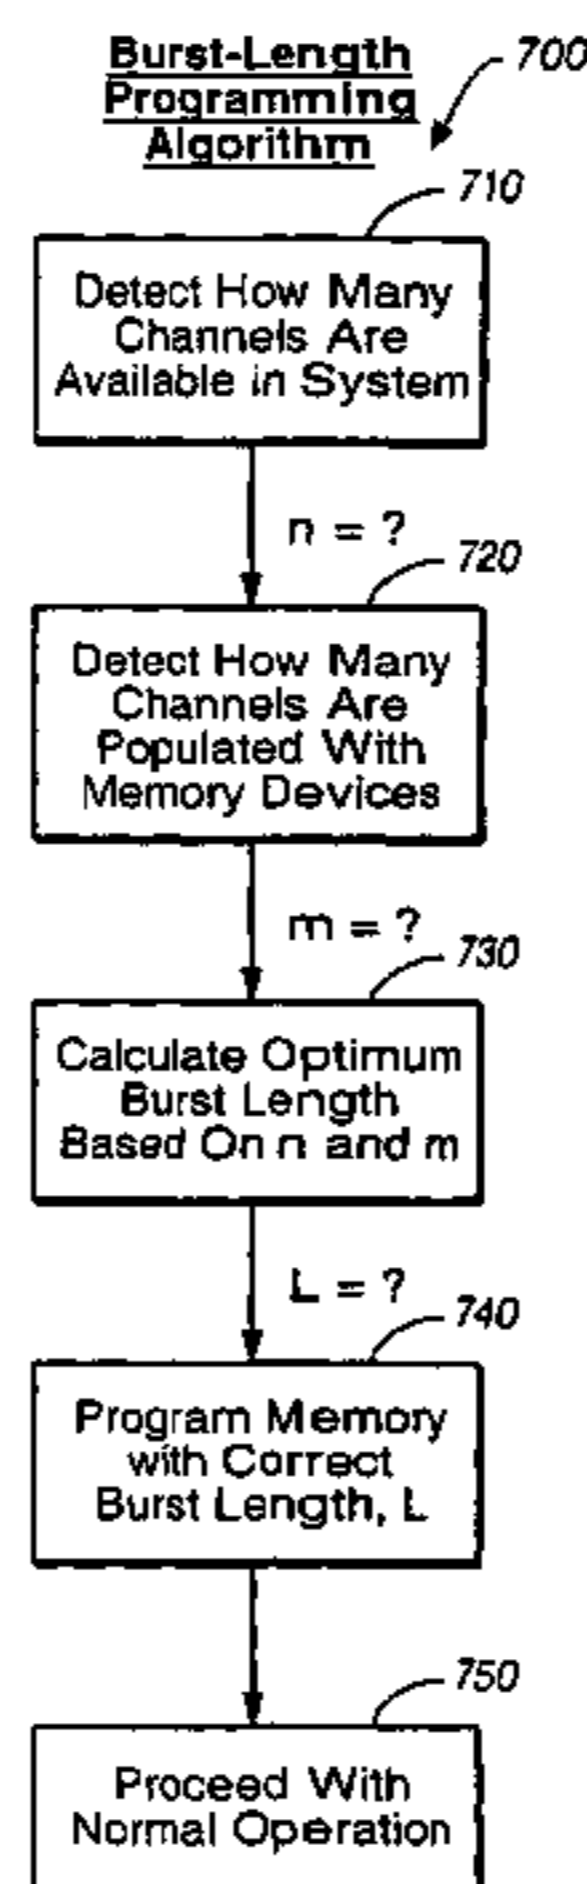 Burst-Length
Programming
Algorithm
700
710
Detect How Many
Channels Are
Available in System
n = ?
720
Detect How Many
Channels Are
Populated With
Memory Devices
m = ?
730
Calculate Optimum
Burst Length
Based On n and m
L = ?
740
Program Memory
with Correct
Burst Length, L
750
Proceed With
Normal Operation